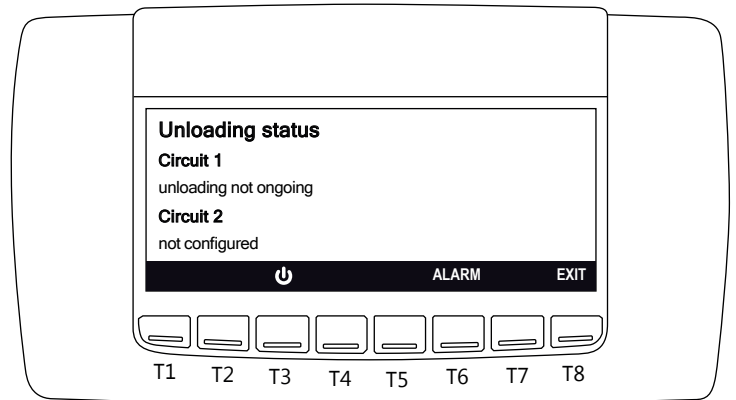 Unloading status
Circuit 1
unloading not ongoing
Circuit 2
not configured
ALARM EXIT
T1 T2 T3 T4 T5 T6 T7 T8